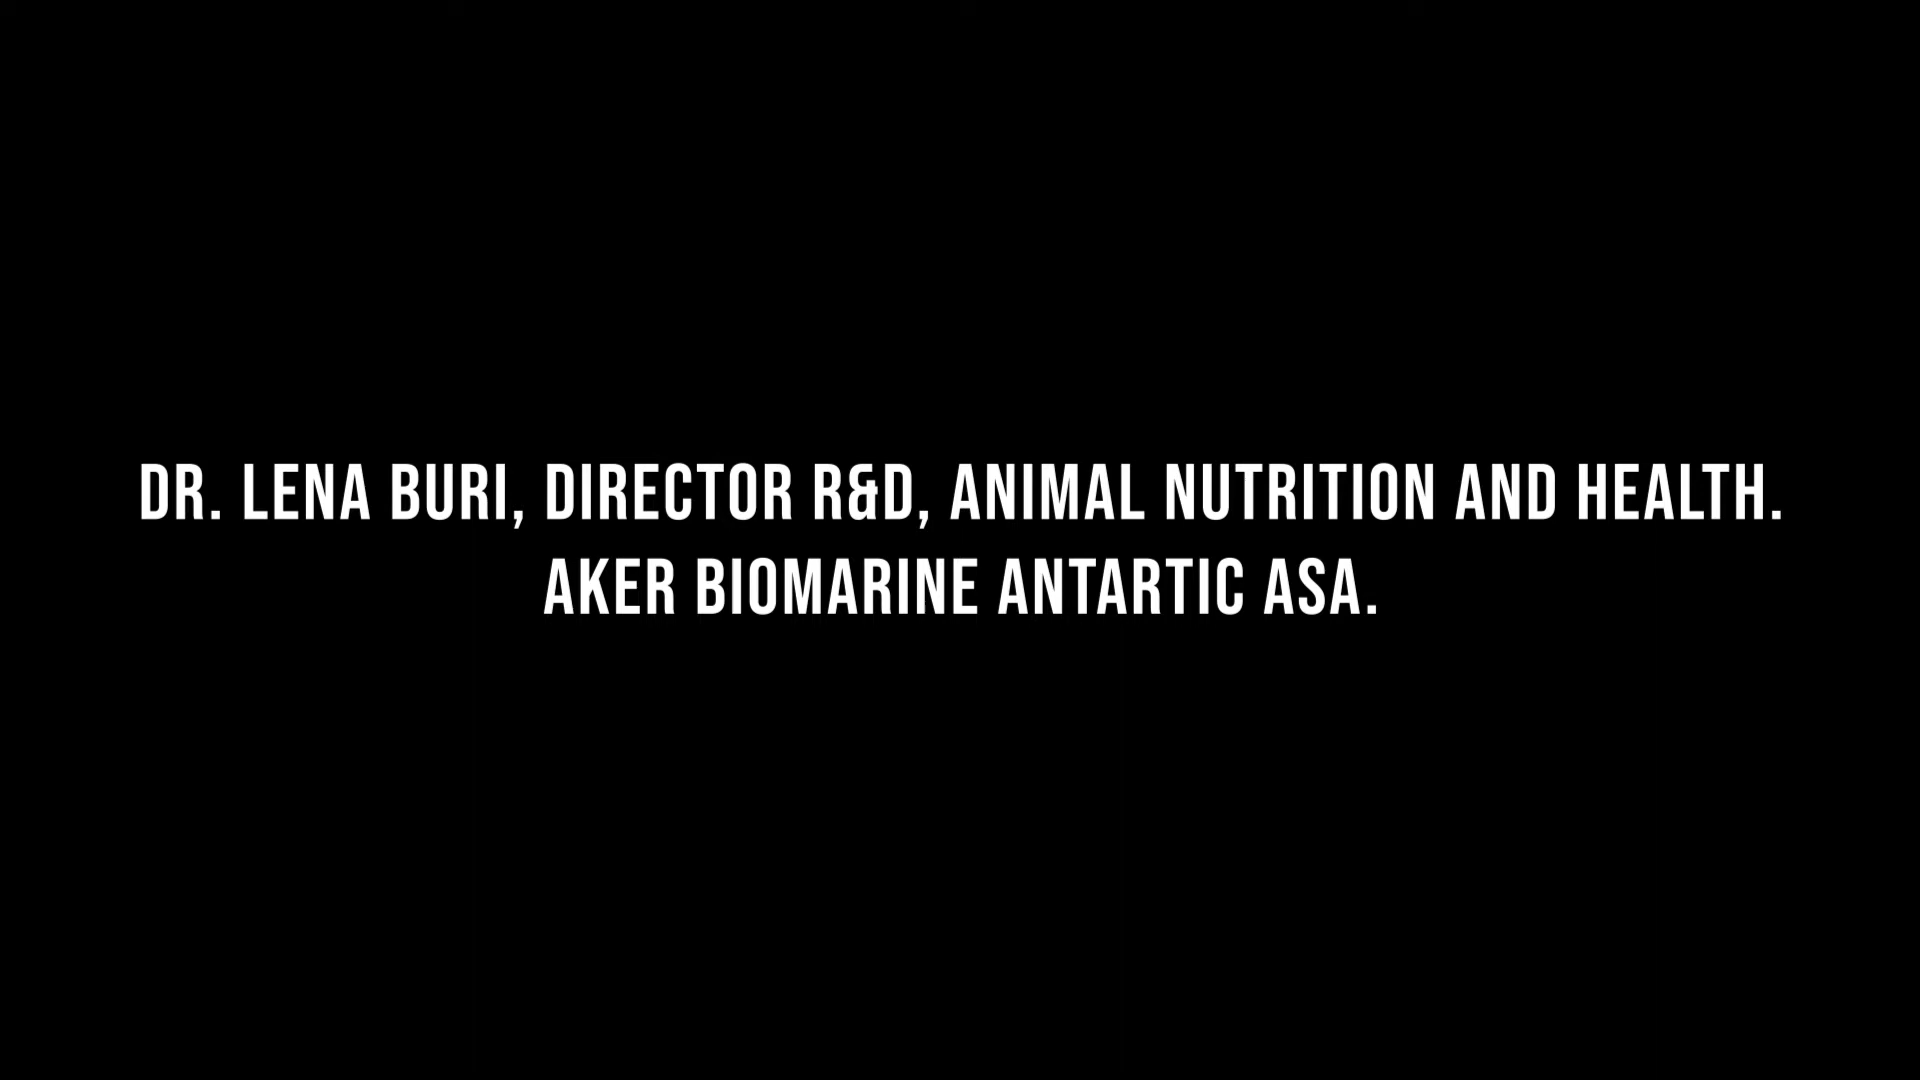 DR. LENA BURI, DIRECTOR R&D, ANIMAL NUTRITION AND HEALTH.
AKER BIOMARINE ANTARTIC ASA.